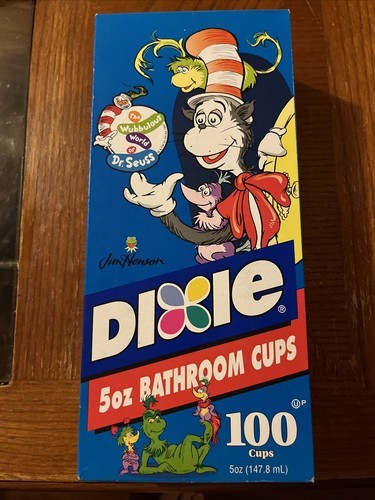 The
Wubbulous
World
of
Dr. Seuss
Jim Henson
DIXIE®
5oz BATHROOM CUPS
U P
100
Cups
5oz (147.8 mL)